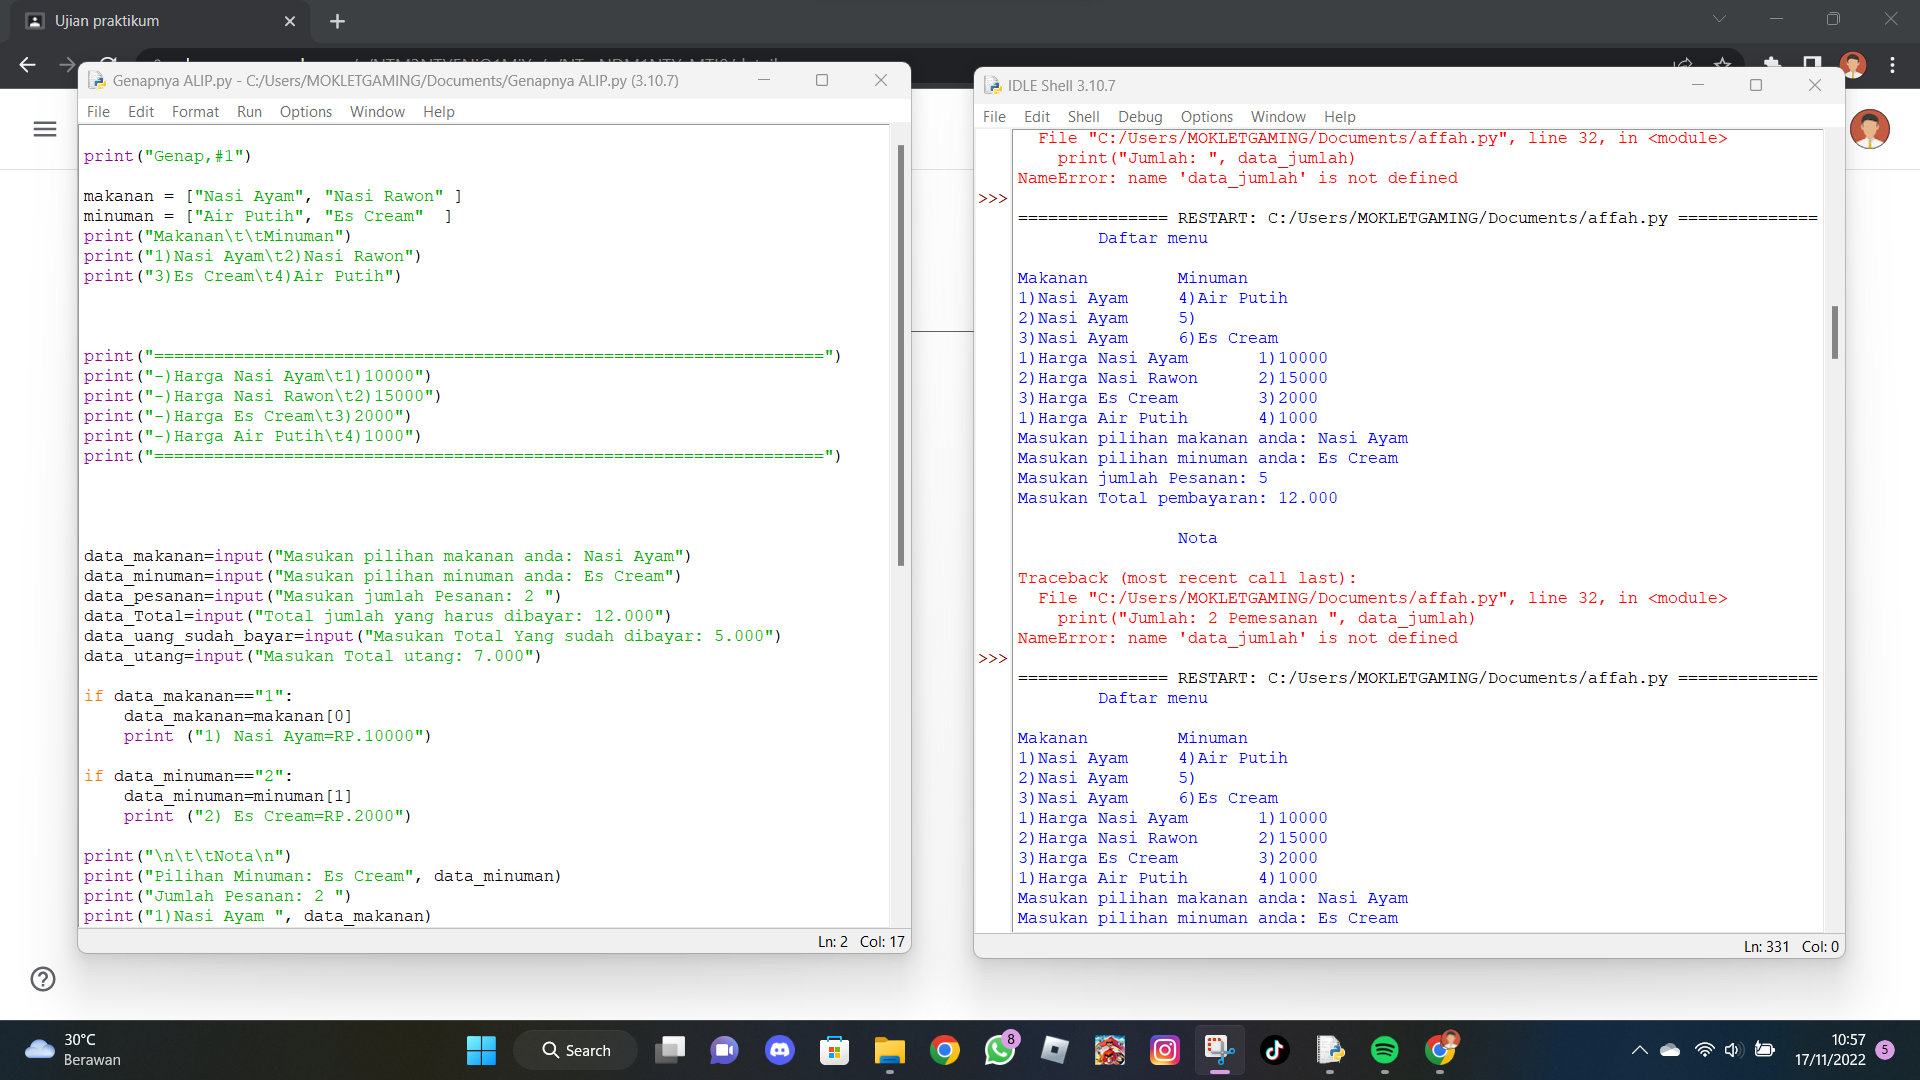 Ujian praktikum
Genapnya ALIP.py - C:/Users/MOKLETGAMING/Documents/Genapnya ALIP.py (3.10.7)
File Edit Format Run Options Window Help
print("Genap,#1")
makanan = ["Nasi Ayam", "Nasi Rawon" ]
minuman = ["Air Putih", "Es Cream"  ]
print("Makanan\t\tMinuman")
print("1)Nasi Ayam\t2)Nasi Rawon")
print("3)Es Cream\t4)Air Putih")
print("===================================================================")
print("-)Harga Nasi Ayam\t1)10000")
print("-)Harga Nasi Rawon\t2)15000")
print("-)Harga Es Cream\t3)2000")
print("-)Harga Air Putih\t4)1000")
print("===================================================================")
data_makanan=input("Masukan pilihan makanan anda: Nasi Ayam")
data_minuman=input("Masukan pilihan minuman anda: Es Cream")
data_pesanan=input("Masukan jumlah Pesanan: 2 ")
data_Total=input("Total jumlah yang harus dibayar: 12.000")
data_uang_sudah_bayar=input("Masukan Total Yang sudah dibayar: 5.000")
data_utang=input("Masukan Total utang: 7.000")
if data_makanan=="1":
    data_makanan=makanan[0]
    print ("1) Nasi Ayam=RP.10000")
if data_minuman=="2":
    data_minuman=minuman[1]
    print ("2) Es Cream=RP.2000")
print("\n\t\tNota\n")
print("Pilihan Minuman: Es Cream", data_minuman)
print("Jumlah Pesanan: 2 ")
print("1)Nasi Ayam ", data_makanan)
Ln: 2 Col: 17
IDLE Shell 3.10.7
File Edit Shell Debug Options Window Help
File "C:/Users/MOKLETGAMING/Documents/affah.py", line 32, in <module>
print("Jumlah: ", data_jumlah)
NameError: name 'data_jumlah' is not defined
>>>
=============== RESTART: C:/Users/MOKLETGAMING/Documents/affah.py ==============
Daftar menu
Makanan Minuman
1)Nasi Ayam 4)Air Putih
2)Nasi Ayam 5)
3)Nasi Ayam 6)Es Cream
1)Harga Nasi Ayam 1)10000
2)Harga Nasi Rawon 2)15000
3)Harga Es Cream 3)2000
1)Harga Air Putih 4)1000
Masukan pilihan makanan anda: Nasi Ayam
Masukan pilihan minuman anda: Es Cream
Masukan jumlah Pesanan: 5
Masukan Total pembayaran: 12.000
Nota
Traceback (most recent call last):
File "C:/Users/MOKLETGAMING/Documents/affah.py", line 32, in <module>
print("Jumlah: 2 Pemesanan ", data_jumlah)
NameError: name 'data_jumlah' is not defined
>>>
=============== RESTART: C:/Users/MOKLETGAMING/Documents/affah.py ==============
Daftar menu
Makanan Minuman
1)Nasi Ayam 4)Air Putih
2)Nasi Ayam 5)
3)Nasi Ayam 6)Es Cream
1)Harga Nasi Ayam 1)10000
2)Harga Nasi Rawon 2)15000
3)Harga Es Cream 3)2000
1)Harga Air Putih 4)1000
Masukan pilihan makanan anda: Nasi Ayam
Masukan pilihan minuman anda: Es Cream
Ln: 331 Col: 0
30°C
Berawan
Search
8
10:57
17/11/2022
5